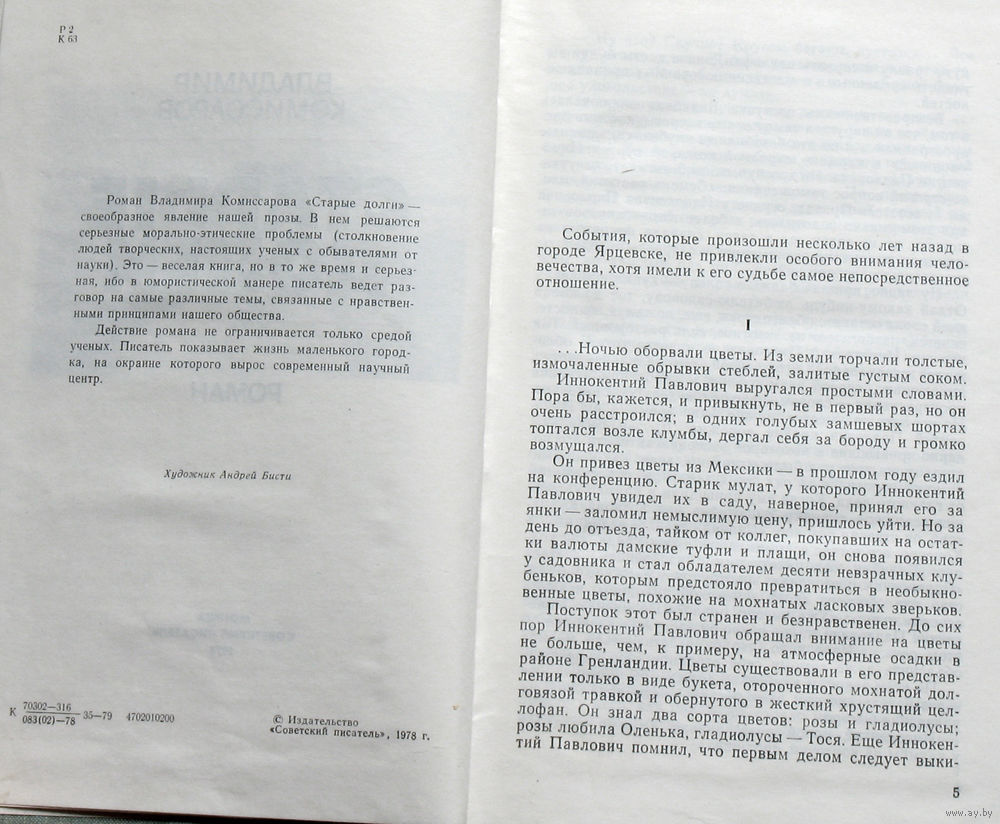 Р 2
К 63
Роман Владимира Комиссарова «Старые долги» —
своеобразное явление нашей прозы. В нем решаются
серьезные морально-этические проблемы (столкновение
людей творческих, настоящих ученых с обывателями от
науки). Это — веселая книга, но в то же время и серьез-
ная, ибо в юмористической манере писатель ведет раз-
говор на самые различные темы, связанные с нравствен-
ными принципами нашего общества.
Действие романа не ограничивается только средой
ученых. Писатель показывает жизнь маленького город-
ка, на окраине которого вырос современный научный
центр.
Художник Андрей Бисти
К 70302—316
083(02)—78 35—79 4702010200
© Издательство
«Советский писатель», 1978 г.
События, которые произошли несколько лет назад в
городе Ярцевске, не привлекли особого внимания чело-
вечества, хотя имели к его судьбе самое непосредственное
отношение.
I
...Ночью оборвали цветы. Из земли торчали толстые,
измочаленные обрывки стеблей, залитые густым соком.
Иннокентий Павлович выругался простыми словами.
Пора бы, кажется, и привыкнуть, не в первый раз, но он
очень расстроился; в одних голубых замшевых шортах
топтался возле клумбы, дергал себя за бороду и громко
возмущался.
Он привез цветы из Мексики — в прошлом году ездил
на конференцию. Старик мулат, у которого Иннокентий
Павлович увидел их в саду, наверное, принял его за
янки — заломил немыслимую цену, пришлось уйти. Но за
день до отъезда, тайком от коллег, покупавших на остат-
ки валюты дамские туфли и плащи, он снова появился
у садовника и стал обладателем десяти невзрачных клу-
беньков, которым предстояло превратиться в необыкно-
венные цветы, похожие на мохнатых ласковых зверьков.
Поступок этот был странен и безнравственен. До сих
пор Иннокентий Павлович обращал внимание на цветы
не больше, чем, к примеру, на атмосферные осадки в
районе Гренландии. Цветы существовали в его представ-
лении только в виде букета, отороченного мохнатой дол-
говязой травкой и обернутого в жесткий хрустящий цел-
лофан. Он знал два сорта цветов: розы и гладиолусы;
розы любила Оленька, гладиолусы — Тося. Еще Иннокен-
тий Павлович помнил, что первым делом следует выки-
5
www.ay.by